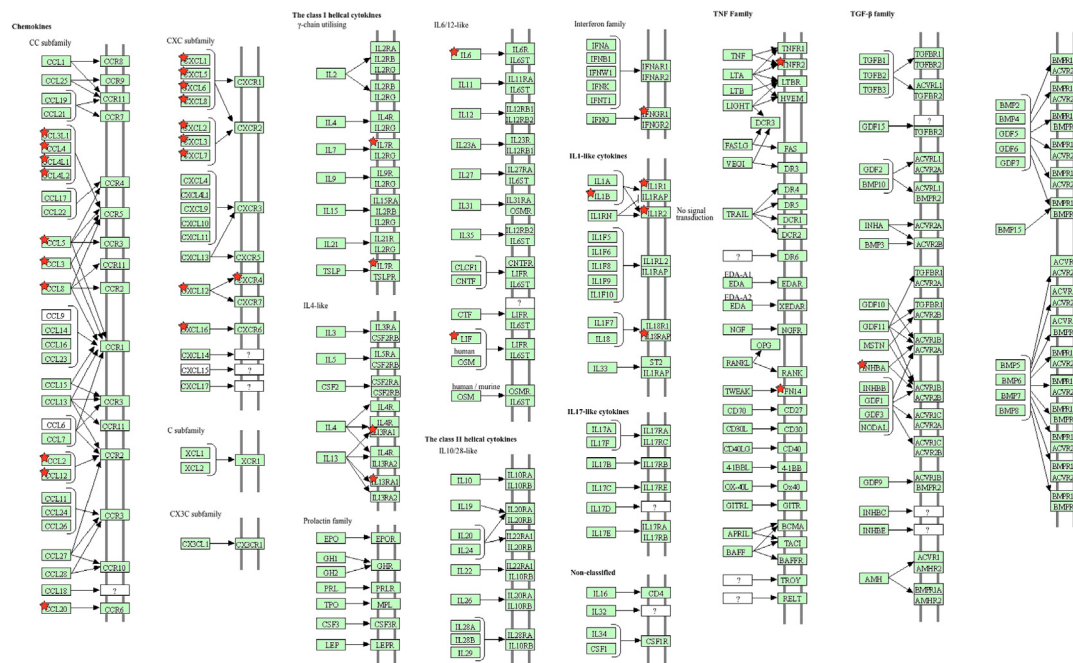 Chemokines
CC subfamily
CCL1
CCR8
CCL25
CCR9
CCL19
CCR11
CCL21
CCR7
CCL3L1
CCL4
CCL4L1
CCL4L2
CCR4
CCL17
CCL22
CCR5
CCL5
CCR3
CCL3
CCR11
CCL8
CCR2
CCL9
CCL14
CCL16
CCR1
CCL23
CCL15
CCR3
CCL13
CCR11
CCL6
CCL7
CCR2
CCL2
CCL12
CCL11
CCL24
CCR3
CCL26
CCL27
CCR10
CCL28
CCL18
?
CCL20
CCR6
CXC subfamily
CXCL1
CXCL5
CXCR1
CXCL6
CXCL8
CXCL2
CXCR2
CXCL3
CXCL7
CXCL4
CXCL4L1
CXCL9
CXCR3
CXCL10
CXCL11
CXCL13
CXCR5
CXCR4
CXCL12
CXCR7
CXCL16
CXCR6
CXCL14
?
CXCL15
?
CXCL17
?
C subfamily
XCL1
XCR1
XCL2
CX3C subfamily
CX3CL1
CX3CR1
The class I helical cytokines
γ-chain utilising
IL2RA
IL2RB
IL2
IL2RG
IL2RB
IL2RG
IL4
IL4R
IL2RG
IL7
IL7R
IL2RG
IL9
IL9R
IL2RG
IL15RA
IL15
IL2RB
IL2RG
IL21
IL21R
IL2RG
TSLP
IL7R
TSLPR
IL4-like
IL3
IL3RA
CSF2RB
IL5
IL5RA
CSF2RB
CSF2
CSF2RA
CSF2RB
IL4R
IL2RG
IL4
IL4R
IL13RA1
IL13
IL4R
IL13RA2
IL13RA1
IL13RA2
Prolactin family
EPO
EPOR
GH1
GHR
GH2
PRL
PRLR
TPO
MPL
CSF3
CSF3R
LEP
LEPR
IL6/12-like
IL6
IL6R
IL6ST
IL11
IL11RA
IL6ST
IL12
IL12RB1
IL12RB2
IL23A
IL23R
IL12RB1
IL27
IL27RA
IL6ST
IL31
IL31RA
OSMR
IL35
IL12RB2
IL6ST
CLCF1
CNTFR
LIFR
CNTF
IL6ST
?
CTF
LIFR
IL6ST
LIF
human
LIFR
OSM
IL6ST
human / murine
OSM
OSMR
IL6ST
The class II helical cytokines
IL10/28-like
IL10
IL10RA
IL10RB
IL19
IL20RA
IL20RB
IL20
IL22RA1
IL24
IL20RB
IL22
IL22RA1
IL10RB
IL26
IL20RA
IL10RB
IL28A
IL28B
IL28RA
IL29
IL10RB
Interferon family
IFNA
IFNB1
IFNW1
IFNAR1
IFNAR2
IFNK
IFNT1
IFNG
IFNGR1
IFNGR2
IL1-like cytokines
IL1A
IL1R1
IL1B
IL1RAP
IL1RN
IL1R2
No signal
transduction
IL1F5
IL1F6
IL1F8
IL1RL2
IL1F9
IL1RAP
IL1F10
IL1F7
IL18R1
IL18
IL18RAP
IL33
ST2
IL1RAP
IL17-like cytokines
IL17A
IL17RA
IL17F
IL17RC
IL17B
IL17RB
IL17C
IL17RE
IL17D
?
IL17E
IL17RA
IL17RB
Non-classified
IL16
CD4
IL32
?
IL34
CSF1R
CSF1
TNF Family
TNF
TNFR1
TNFR2
LTA
LTBR
LTB
HVEM
LIGHT
DCR3
FASLG
FAS
VEGI
DR3
DR4
TRAIL
DR5
DCR1
DCR2
?
DR6
EDA-A1
EDA
EDAR
EDA-A2
EDA
XEDAR
NGF
NGFR
OPG
RANKL
RANK
TWEAK
FN14
CD70
CD27
CD30L
CD30
CD40LG
CD40
4-1BBL
4-1BB
OX-40L
Ox40
GITRL
GITR
APRIL
BCMA
TACI
BAFF
BAFFR
?
TROY
?
RELT
TGF-β family
TGFB1
TGFBR1
TGFBR2
TGFB2
TGFB3
ACVRL1
TGFBR2
GDF15
?
TGFBR2
GDF2
ACVRL1
ACVR2A
BMP10
ACVRL1
BMPR2
INHA
ACVR2A
BMP3
ACVR2B
TGFBR1
ACVR2A
GDF10
TGFBR1
ACVR2B
GDF11
ACVR1B
MSTN
ACVR2A
INHBA
ACVR1B
INHBB
ACVR2B
GDF1
ACVR1C
GDF3
ACVR2A
NODAL
ACVR1C
ACVR2B
GDF9
ACVR1B
BMPR2
INHBC
?
INHBE
?
ACVR1
AMHR2
AMH
BMPR1A
AMHR2
BMP2
BMP4
GDF5
GDF6
GDF7
BMP15
BMP5
BMP6
BMP7
BMP8